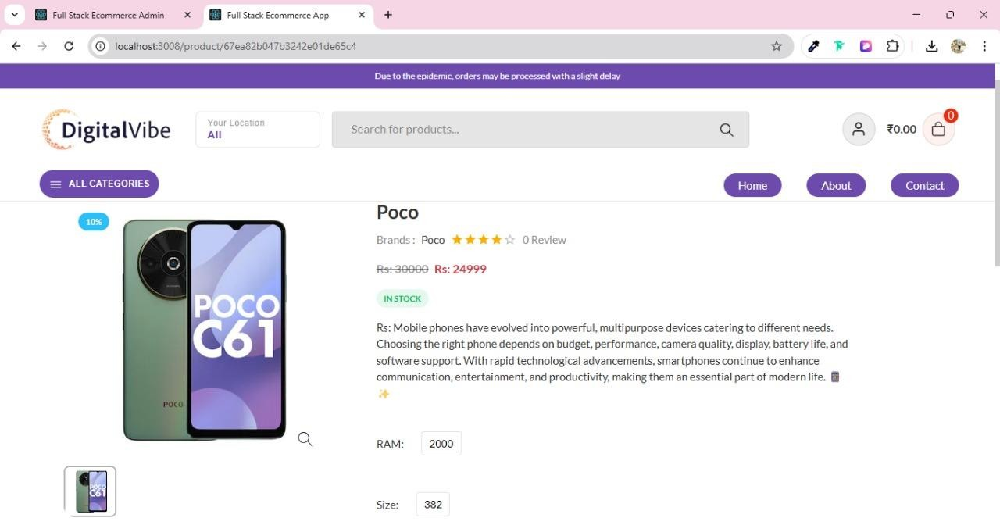 Full Stack Ecommerce Admin
Full Stack Ecommerce App
localhost:3008/product/67ea82b047b3242e01de65c4
Due to the epidemic, orders may be processed with a slight delay
DigitalVibe
Your Location
All
Search for products...
₹0.00
0
ALL CATEGORIES
Home
About
Contact
10%
POCO
C61
POCO
Poco
Brands : Poco 0 Review
Rs: 30000 Rs: 24999
IN STOCK
Rs: Mobile phones have evolved into powerful, multipurpose devices catering to different needs.
Choosing the right phone depends on budget, performance, camera quality, display, battery life, and
software support. With rapid technological advancements, smartphones continue to enhance
communication, entertainment, and productivity, making them an essential part of modern life. 📱
✨
RAM: 2000
Size: 382
POCO
C61